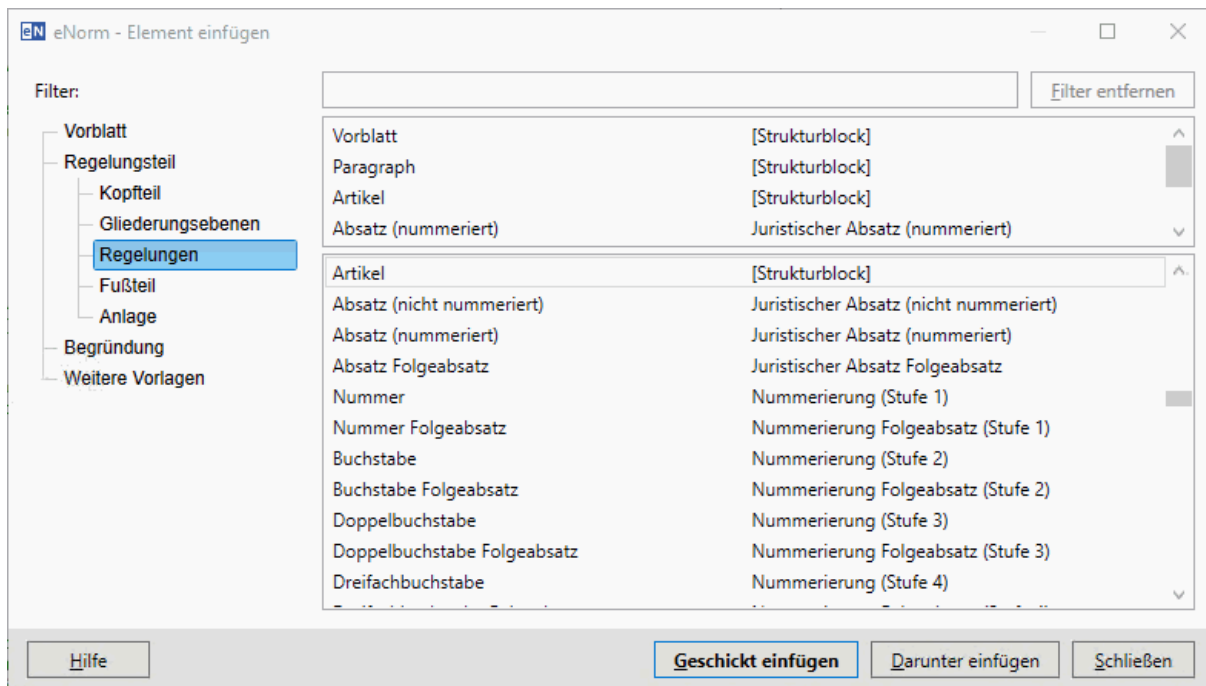 eN eNorm - Element einfügen
Filter:
Filter entfernen
Vorblatt
Regelungsteil
Kopfteil
Gliederungsebenen
Regelungen
Fußteil
Anlage
Begründung
Weitere Vorlagen
Vorblatt [Strukturblock]
Paragraph [Strukturblock]
Artikel [Strukturblock]
Absatz (nummeriert) Juristischer Absatz (nummeriert)
Artikel [Strukturblock]
Absatz (nicht nummeriert) Juristischer Absatz (nicht nummeriert)
Absatz (nummeriert) Juristischer Absatz (nummeriert)
Absatz Folgeabsatz Juristischer Absatz Folgeabsatz
Nummer Nummerierung (Stufe 1)
Nummer Folgeabsatz Nummerierung Folgeabsatz (Stufe 1)
Buchstabe Nummerierung (Stufe 2)
Buchstabe Folgeabsatz Nummerierung Folgeabsatz (Stufe 2)
Doppelbuchstabe Nummerierung (Stufe 3)
Doppelbuchstabe Folgeabsatz Nummerierung Folgeabsatz (Stufe 3)
Dreifachbuchstabe Nummerierung (Stufe 4)
Hilfe
Geschickt einfügen
Darunter einfügen
Schließen